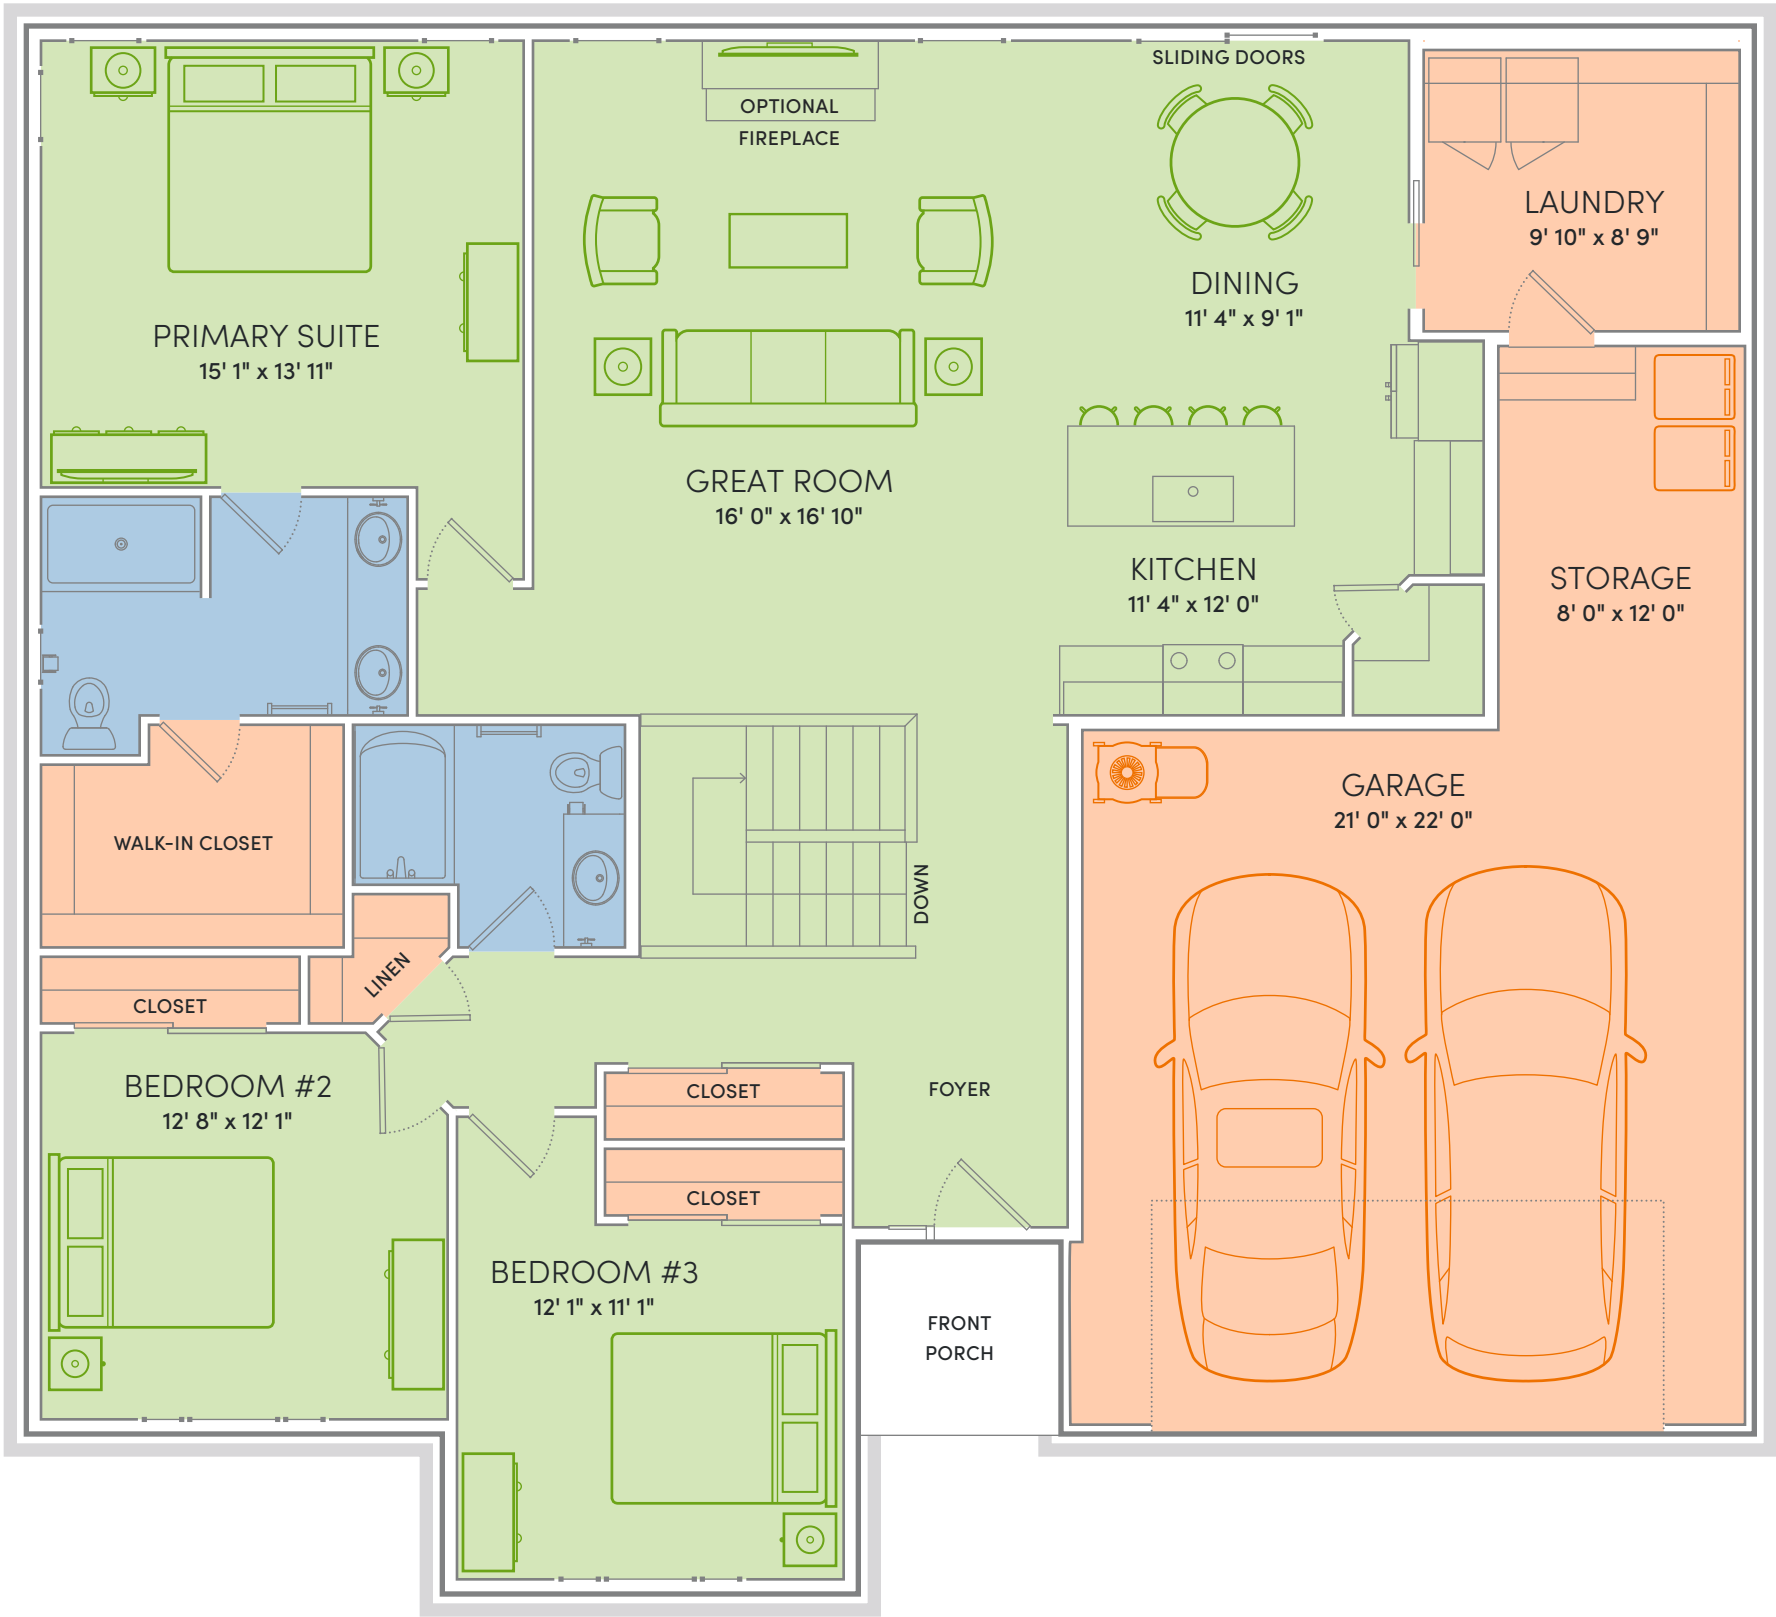 SLIDING DOORS
OPTIONAL
FIREPLACE
LAUNDRY
9' 10" x 8' 9"
DINING
11' 4" x 9' 1"
PRIMARY SUITE
15' 1" x 13' 11"
GREAT ROOM
16' 0" x 16' 10"
KITCHEN
11' 4" x 12' 0"
STORAGE
8' 0" x 12' 0"
GARAGE
21' 0" x 22' 0"
WALK-IN CLOSET
DOWN
LINEN
CLOSET
BEDROOM #2
12' 8" x 12' 1"
CLOSET
FOYER
CLOSET
BEDROOM #3
12' 1" x 11' 1"
FRONT
PORCH